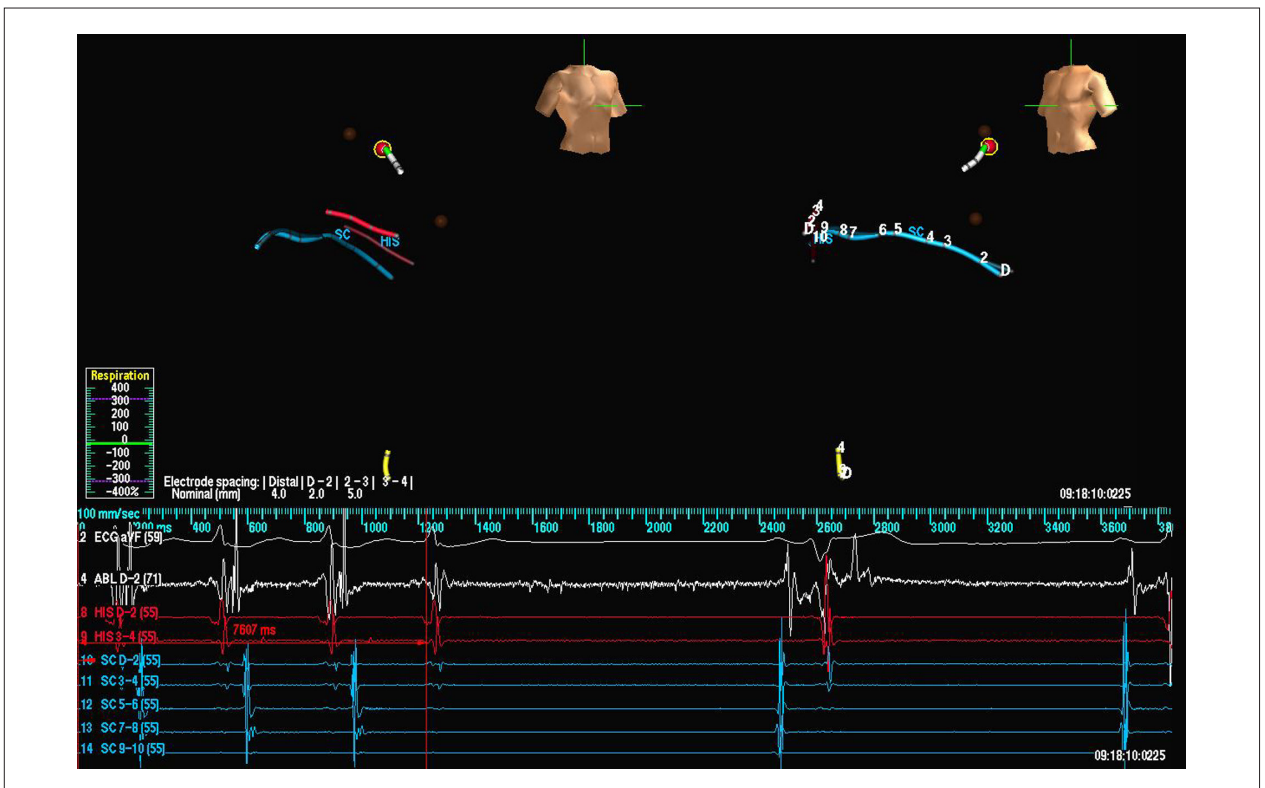 SC
HIS
4
3
2
D
10
9
HIS
8
7
6
5
SC
4
3
2
D
Respiration
400
300
200
100
0
-100
-200
-300
-400%
4
D
Electrode spacing: | Distal | D-2 | 2-3 | 3-4 |
Nominal (mm) 4.0 2.0 5.0
09:18:10:0225
100 mm/sec
200 ms 400 600 800 1000 1200 1400 1600 1800 2000 2200 2400 2600 2800 3000 3200 3400 3600 38
2 ECG aVF (59)
4 ABL D-2 (71)
8 HIS D-2 (55)
7607 ms
9 HIS 3-4 (55)
10 SC D-2 (55)
11 SC 3-4 (55)
12 SC 5-6 (55)
13 SC 7-8 (55)
14 SC 9-10 (55)
09:18:10:0225